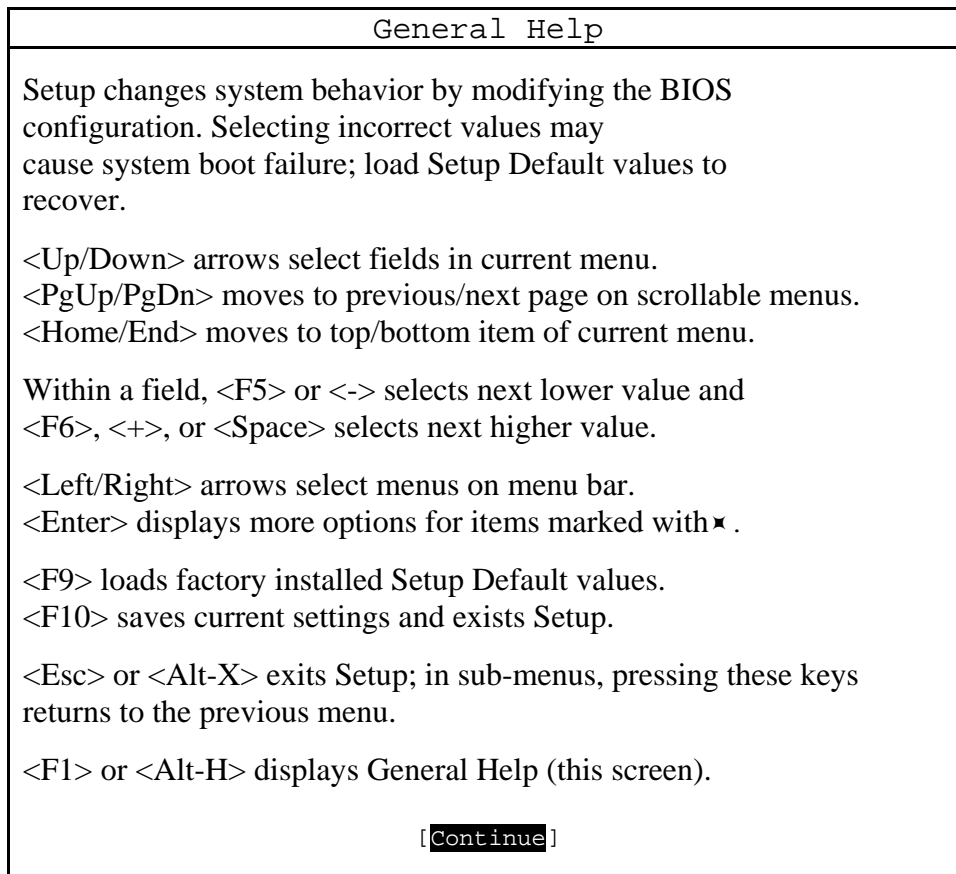 General Help
Setup changes system behavior by modifying the BIOS
configuration. Selecting incorrect values may
cause system boot failure; load Setup Default values to
recover.
<Up/Down> arrows select fields in current menu.
<PgUp/PgDn> moves to previous/next page on scrollable menus.
<Home/End> moves to top/bottom item of current menu.
Within a field, <F5> or <-> selects next lower value and
<F6>, <+>, or <Space> selects next higher value.
<Left/Right> arrows select menus on menu bar.
<Enter> displays more options for items marked with ✖ .
<F9> loads factory installed Setup Default values.
<F10> saves current settings and exists Setup.
<Esc> or <Alt-X> exits Setup; in sub-menus, pressing these keys
returns to the previous menu.
<F1> or <Alt-H> displays General Help (this screen).
[Continue]